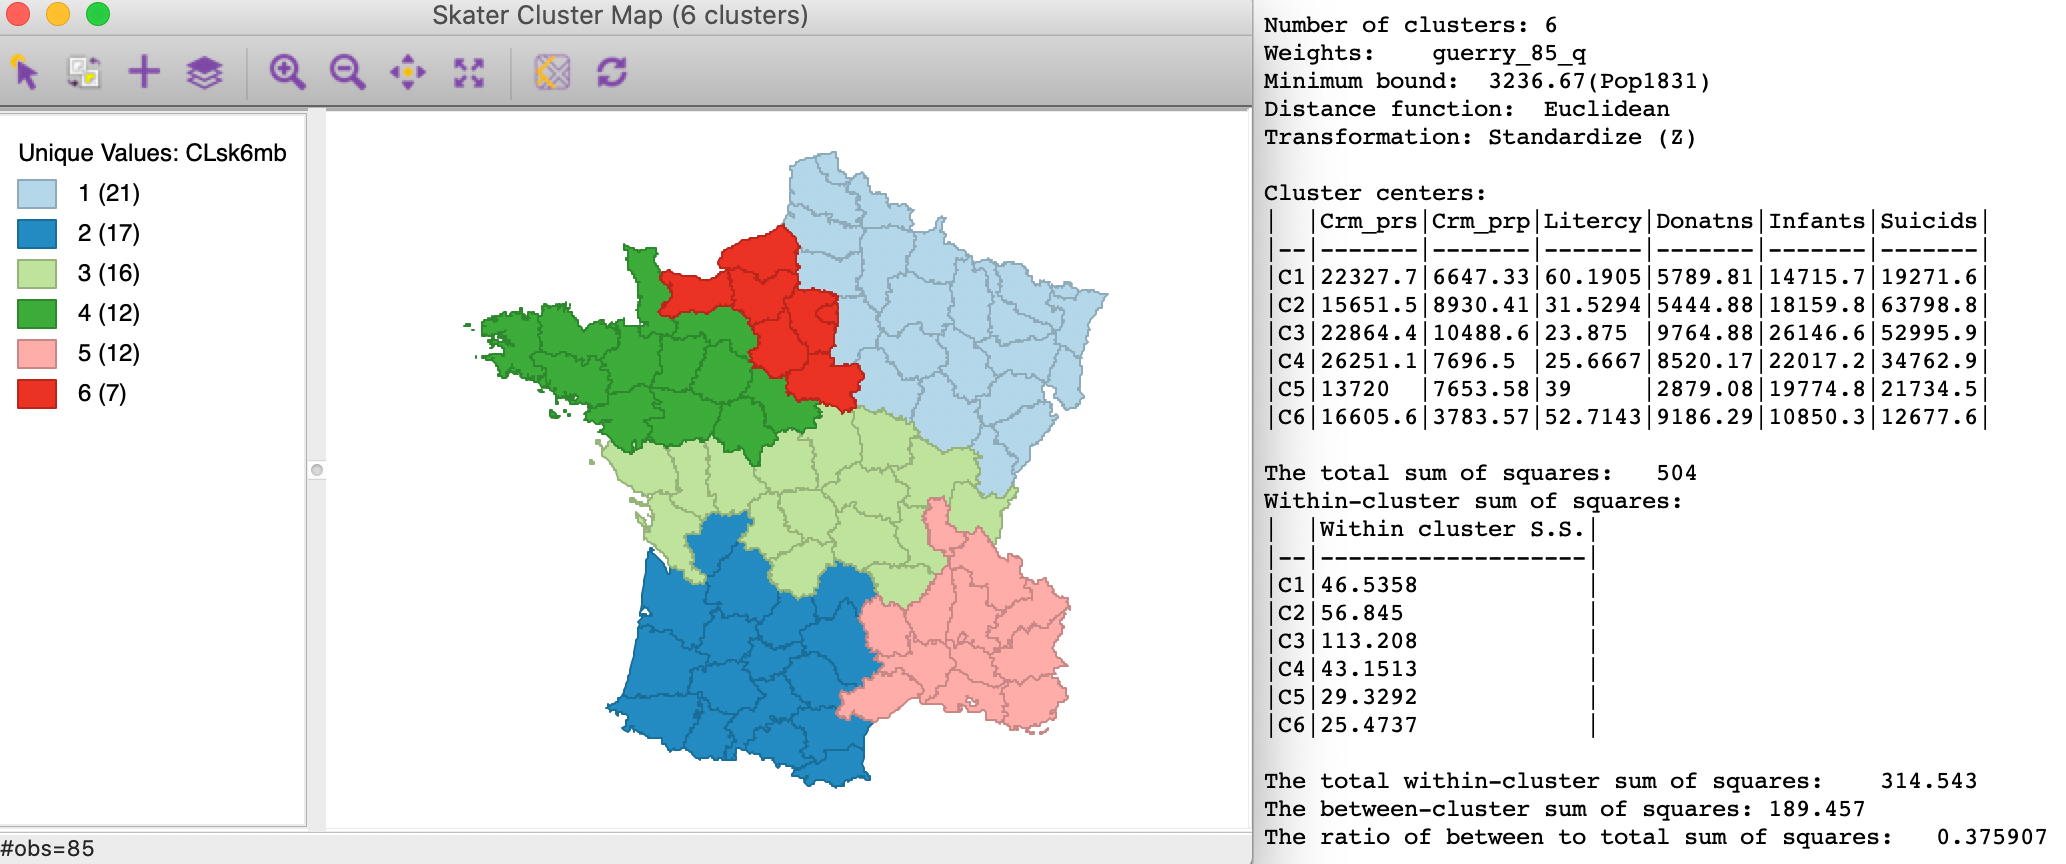 Skater Cluster Map (6 clusters)
Unique Values: CLsk6mb
1 (21)
2 (17)
3 (16)
4 (12)
5 (12)
6 (7)
#obs=85
Number of clusters: 6
Weights: guerry_85_q
Minimum bound: 3236.67(Pop1831)
Distance function: Euclidean
Transformation: Standardize (Z)
Cluster centers:
|  |Crm_prs|Crm_prp|Litercy|Donatns|Infants|Suicids|
|--|-------|-------|-------|-------|-------|-------|
|C1|22327.7|6647.33|60.1905|5789.81|14715.7|19271.6|
|C2|15651.5|8930.41|31.5294|5444.88|18159.8|63798.8|
|C3|22864.4|10488.6|23.875 |9764.88|26146.6|52995.9|
|C4|26251.1|7696.5 |25.6667|8520.17|22017.2|34762.9|
|C5|13720  |7653.58|39     |2879.08|19774.8|21734.5|
|C6|16605.6|3783.57|52.7143|9186.29|10850.3|12677.6|
The total sum of squares: 504
Within-cluster sum of squares:
|  |Within cluster S.S.|
|--|-------------------|
|C1|46.5358            |
|C2|56.845             |
|C3|113.208            |
|C4|43.1513            |
|C5|29.3292            |
|C6|25.4737            |
The total within-cluster sum of squares: 314.543
The between-cluster sum of squares: 189.457
The ratio of between to total sum of squares: 0.375907